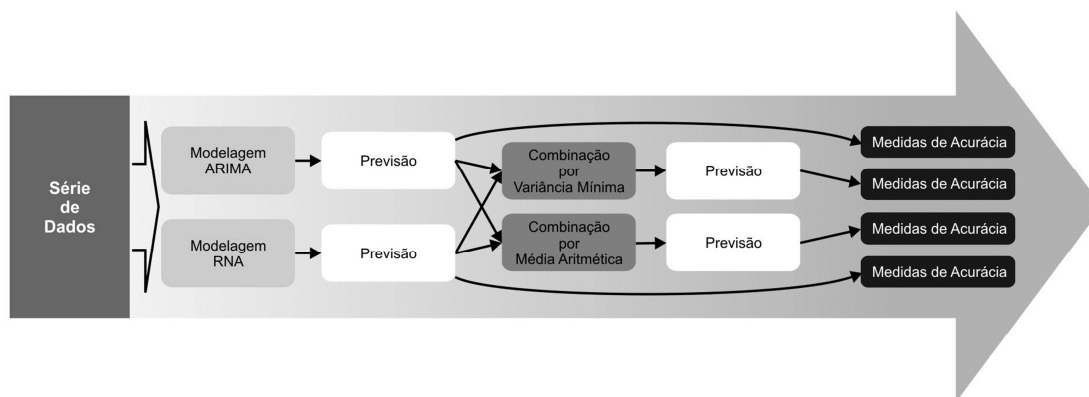 Série
de
Dados
Modelagem
ARIMA
Previsão
Modelagem
RNA
Previsão
Combinação
por
Variância Mínima
Previsão
Combinação
por
Média Aritmética
Previsão
Medidas de Acurácia
Medidas de Acurácia
Medidas de Acurácia
Medidas de Acurácia